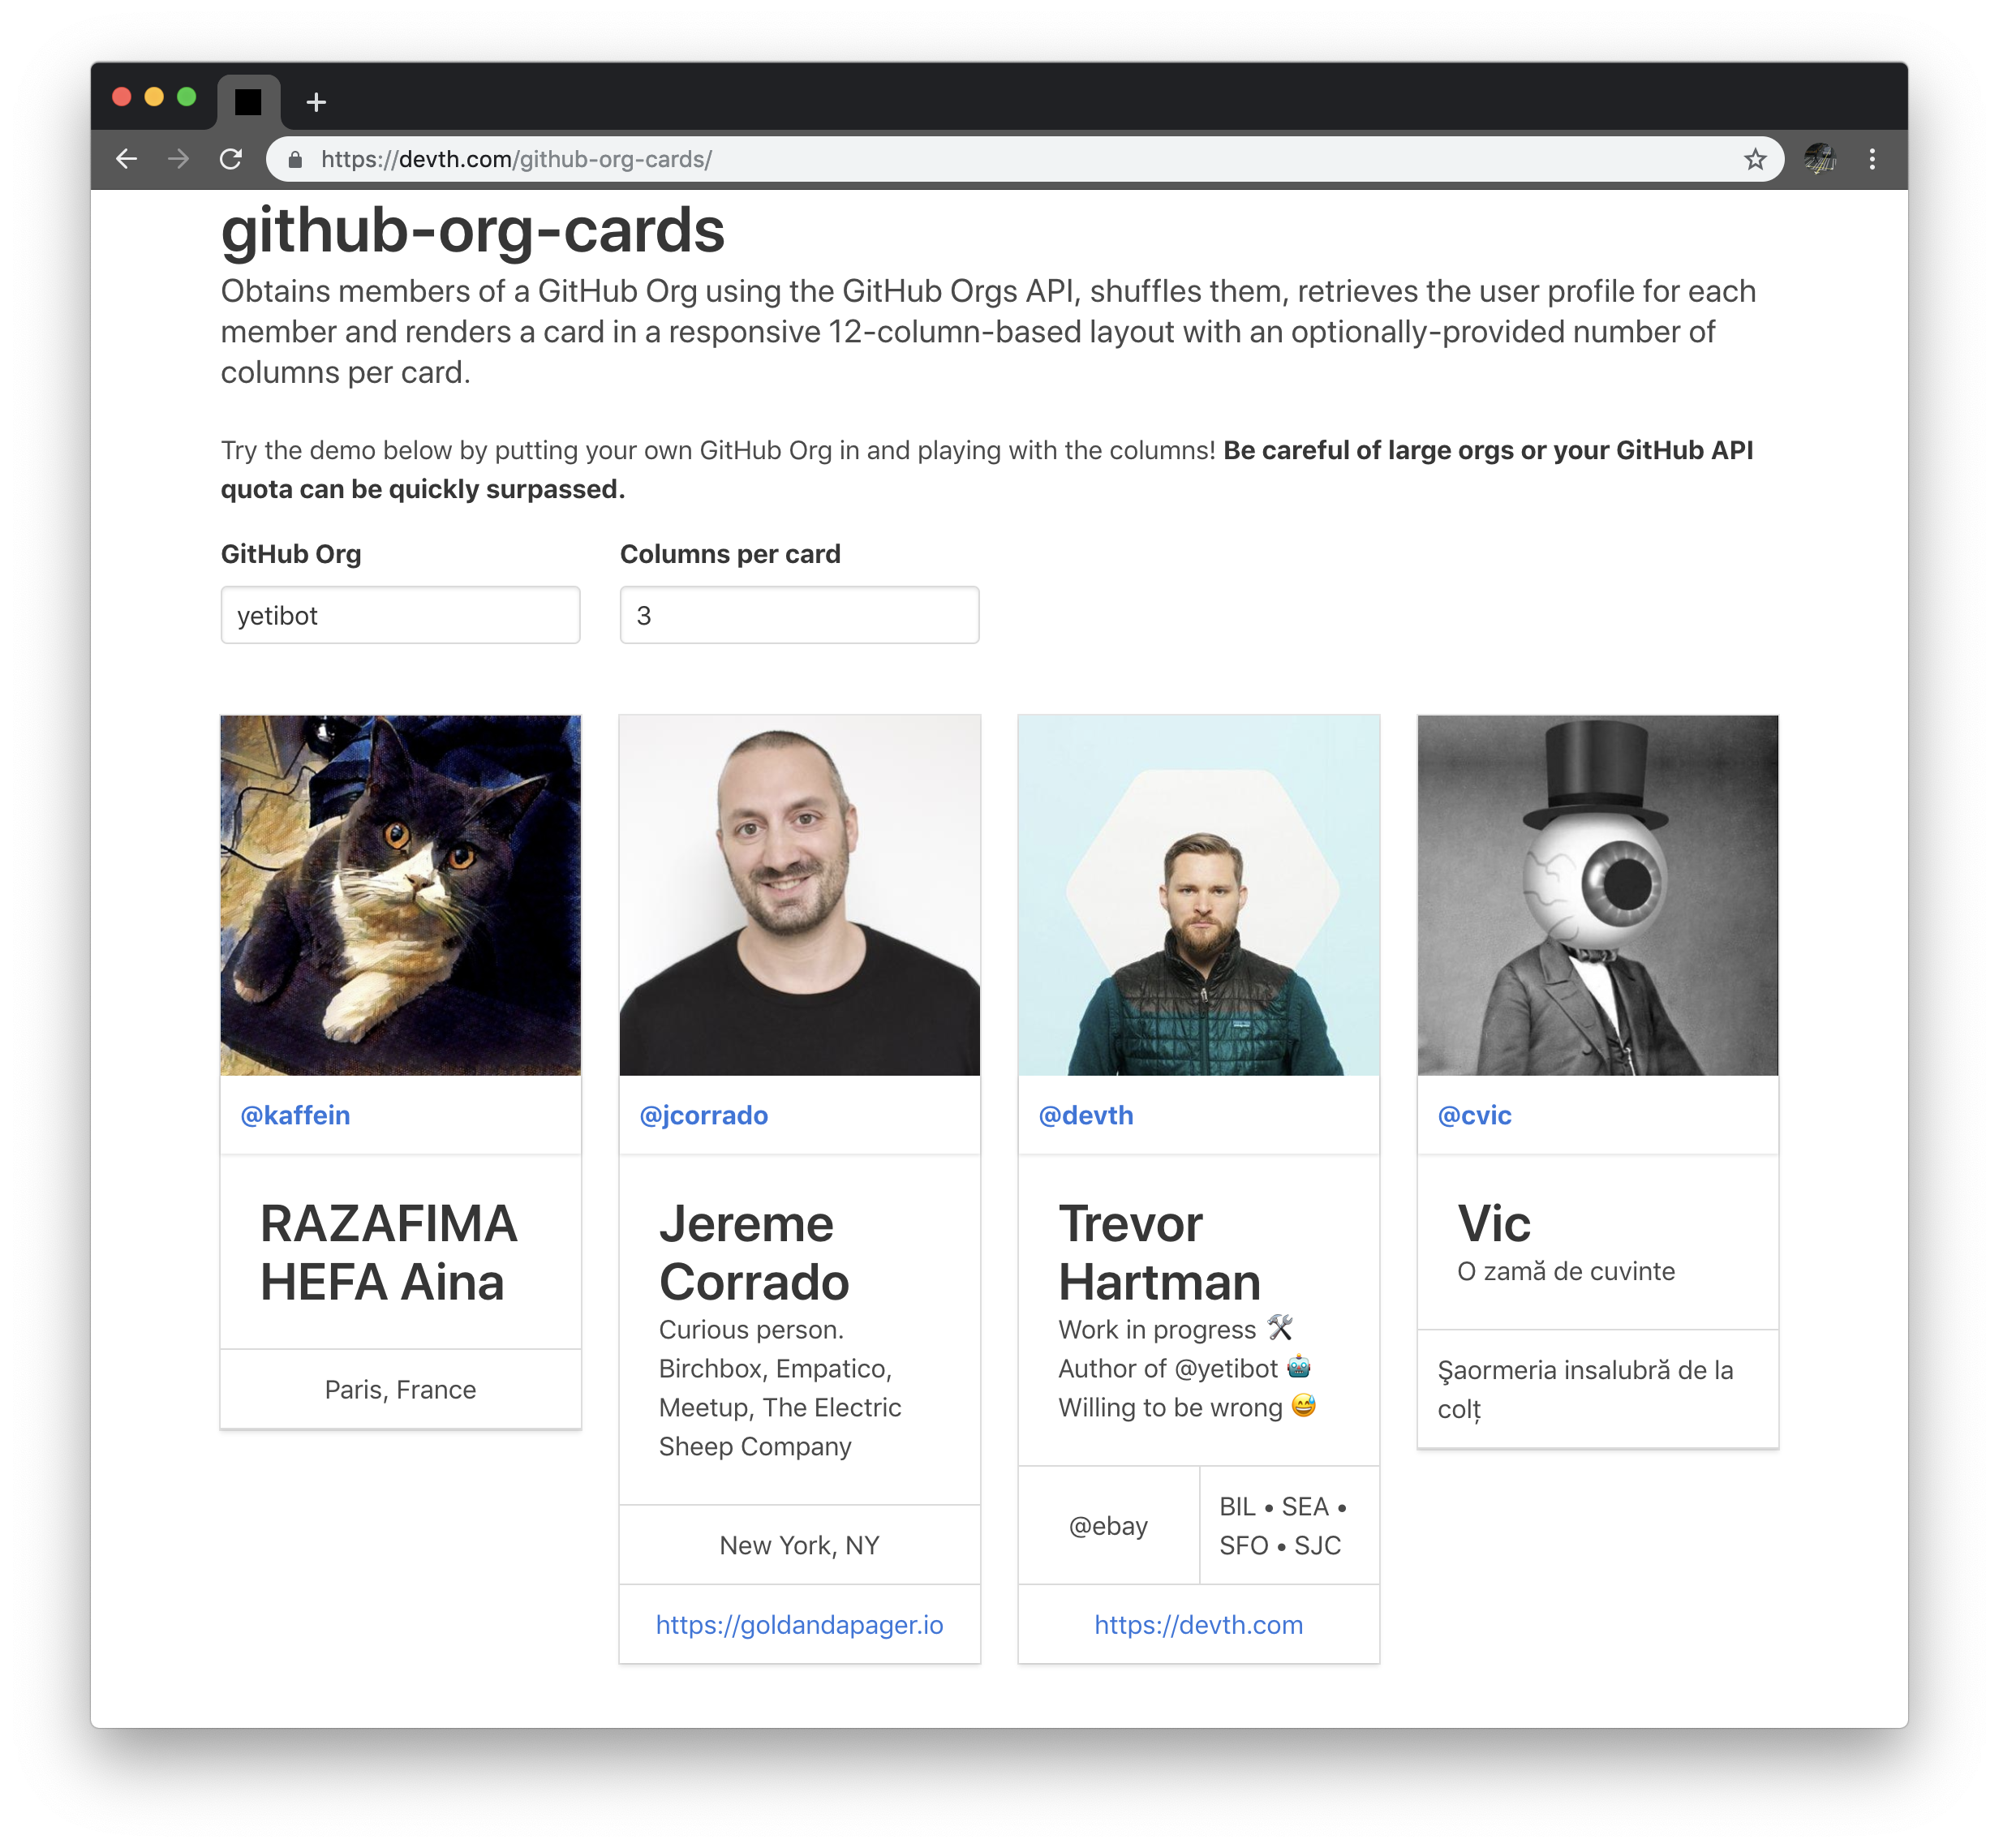 https://devth.com/github-org-cards/
github-org-cards
Obtains members of a GitHub Org using the GitHub Orgs API, shuffles them, retrieves the user profile for each
member and renders a card in a responsive 12-column-based layout with an optionally-provided number of
columns per card.
Try the demo below by putting your own GitHub Org in and playing with the columns! Be careful of large orgs or your GitHub API
quota can be quickly surpassed.
GitHub Org
yetibot
Columns per card
3
@kaffein
RAZAFIMA
HEFA Aina
Paris, France
@jcorrado
Jereme
Corrado
Curious person.
Birchbox, Empatico,
Meetup, The Electric
Sheep Company
New York, NY
https://goldandapager.io
@devth
Trevor
Hartman
Work in progress 🛠
Author of @yetibot 🤖
Willing to be wrong 😅
@ebay
BIL • SEA •
SFO • SJC
https://devth.com
@cvic
Vic
O zamă de cuvinte
Şaormeria insalubră de la
colț